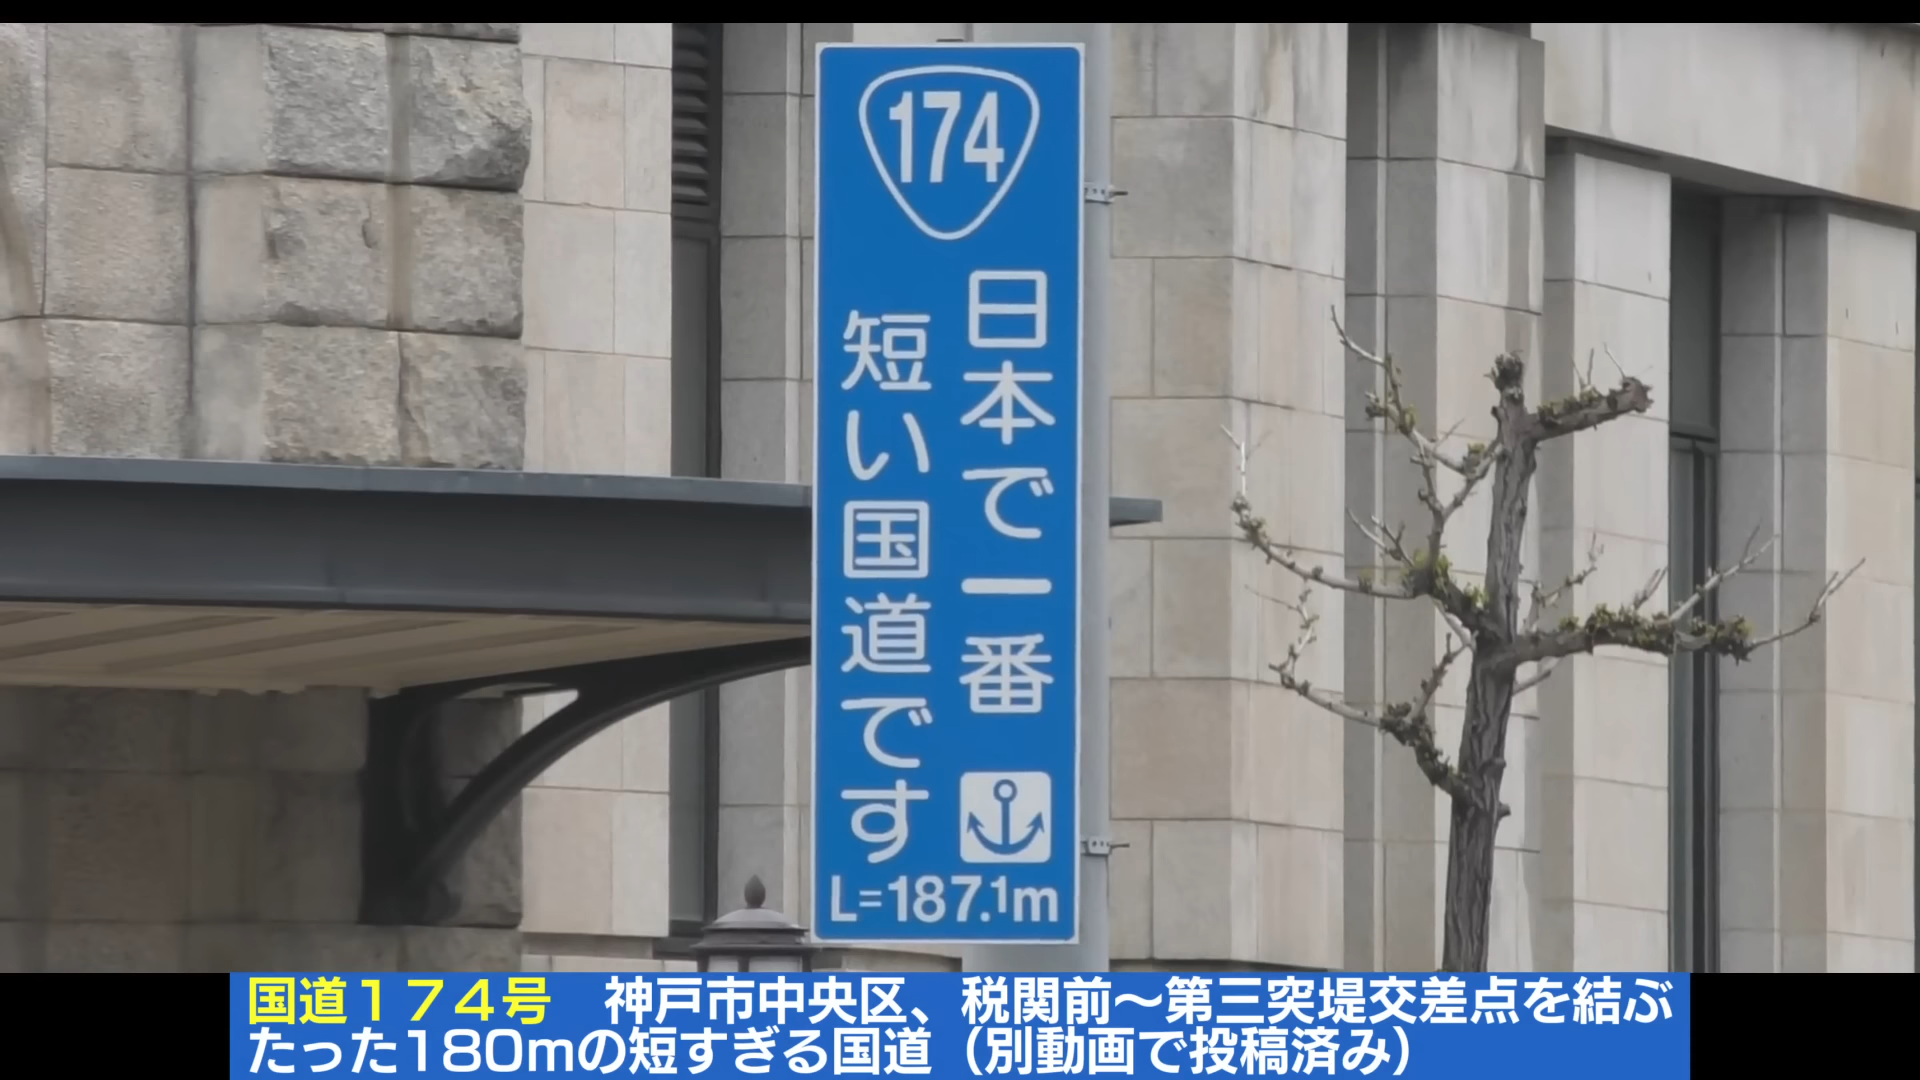 174
日本で一番
短い国道です
L=187.1m
国道１７４号　神戸市中央区、税関前～第三突堤交差点を結ぶ
たった180mの短すぎる国道（別動画で投稿済み）